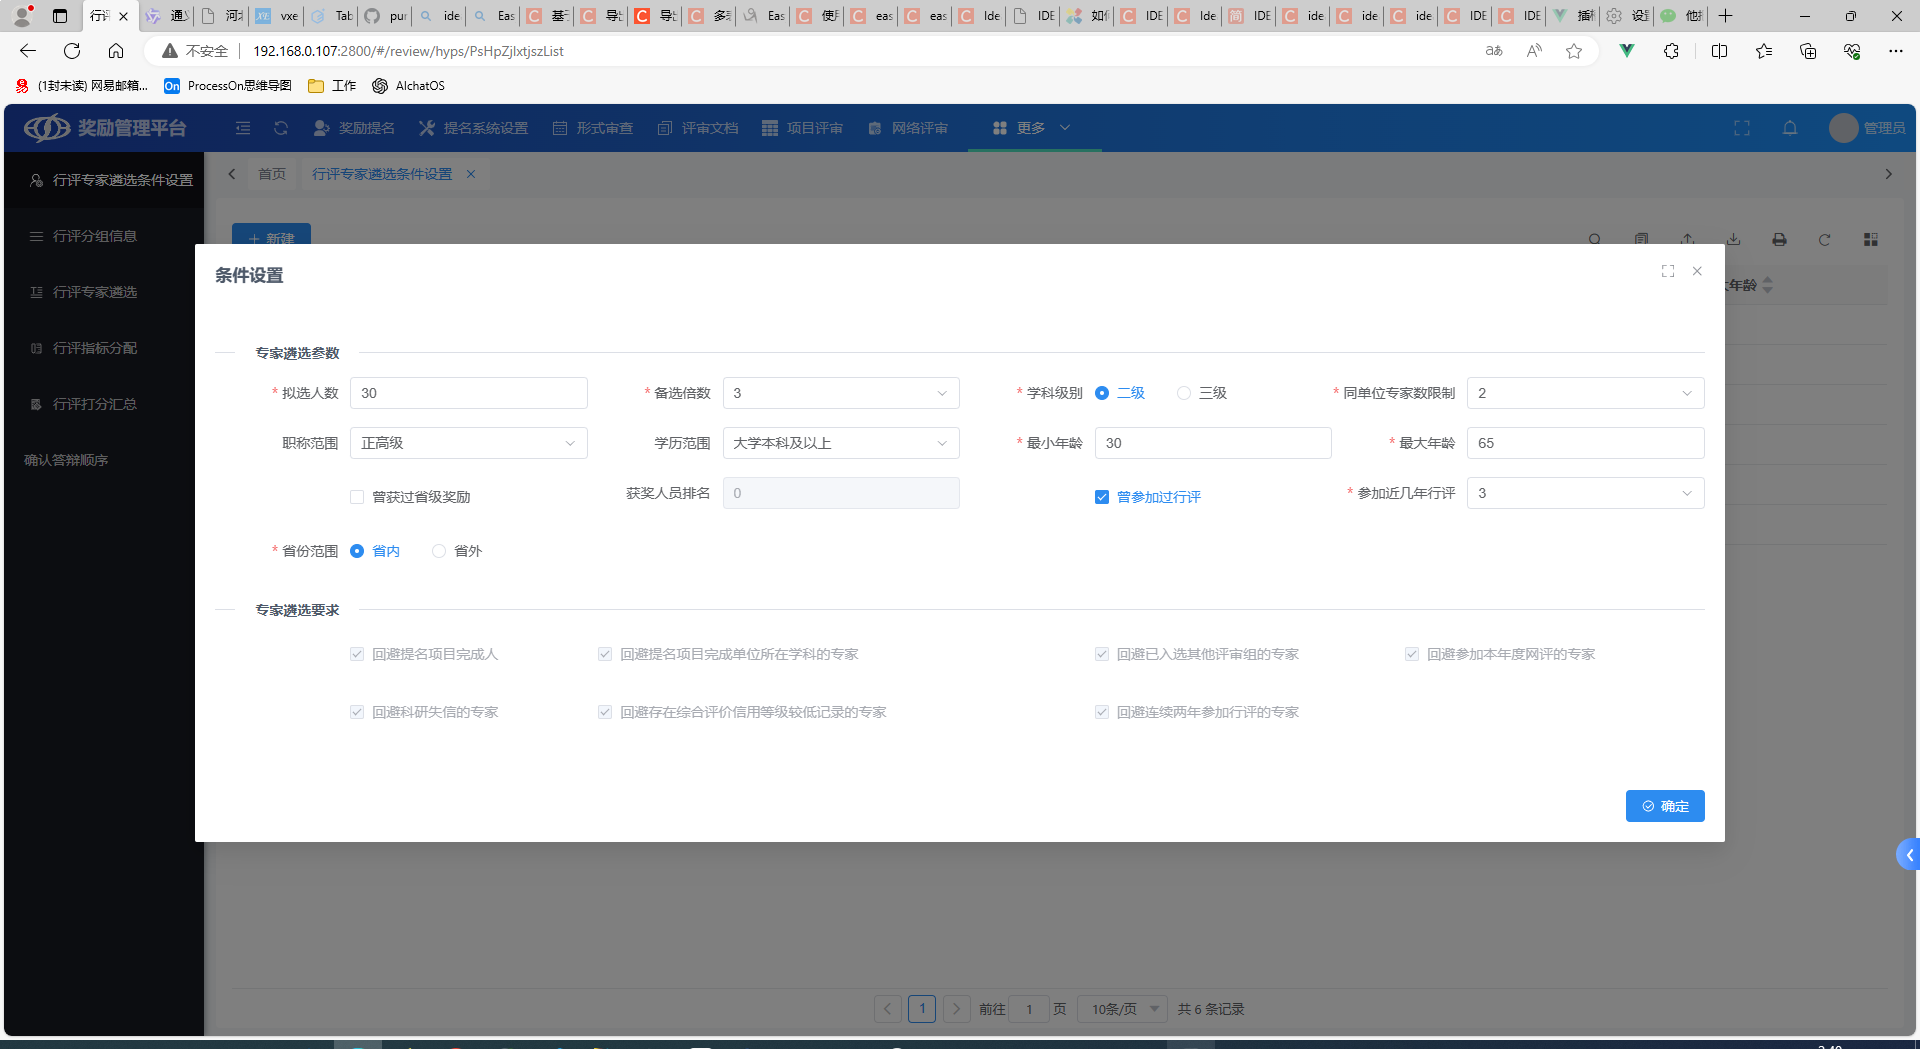 行评
通义
河北
vxe
Tab
pur
ide
Eas
基于
导出
导出
多表
Eas
使用
eas
eas
Ide
IDE
如何
IDE
Ide
IDE
ide
ide
ide
IDE
IDE
插件
设置
不安全
192.168.0.107:2800/#/review/hyps/PsHpZjlxtjszList
(1封未读) 网易邮箱...
On ProcessOn思维导图
工作
AIchatOS
奖励管理平台
奖励提名
提名系统设置
形式审查
评审文档
项目评审
网络评审
更多
管理员
行评专家遴选条件设置
行评分组信息
行评专家遴选
行评指标分配
行评打分汇总
确认答辩顺序
首页
行评专家遴选条件设置
新建
大年龄
条件设置
专家遴选参数
* 拟选人数 30
* 备选倍数 3
* 学科级别 二级 三级
* 同单位专家数限制 2
职称范围 正高级
学历范围 大学本科及以上
* 最小年龄 30
* 最大年龄 65
曾获过省级奖励
获奖人员排名 0
曾参加过行评
* 参加近几年行评 3
* 省份范围 省内 省外
专家遴选要求
回避提名项目完成人
回避提名项目完成单位所在学科的专家
回避已入选其他评审组的专家
回避参加本年度网评的专家
回避科研失信的专家
回避存在综合评价信用等级较低记录的专家
回避连续两年参加行评的专家
确定
1 前往 1 页 10条/页 共 6 条记录